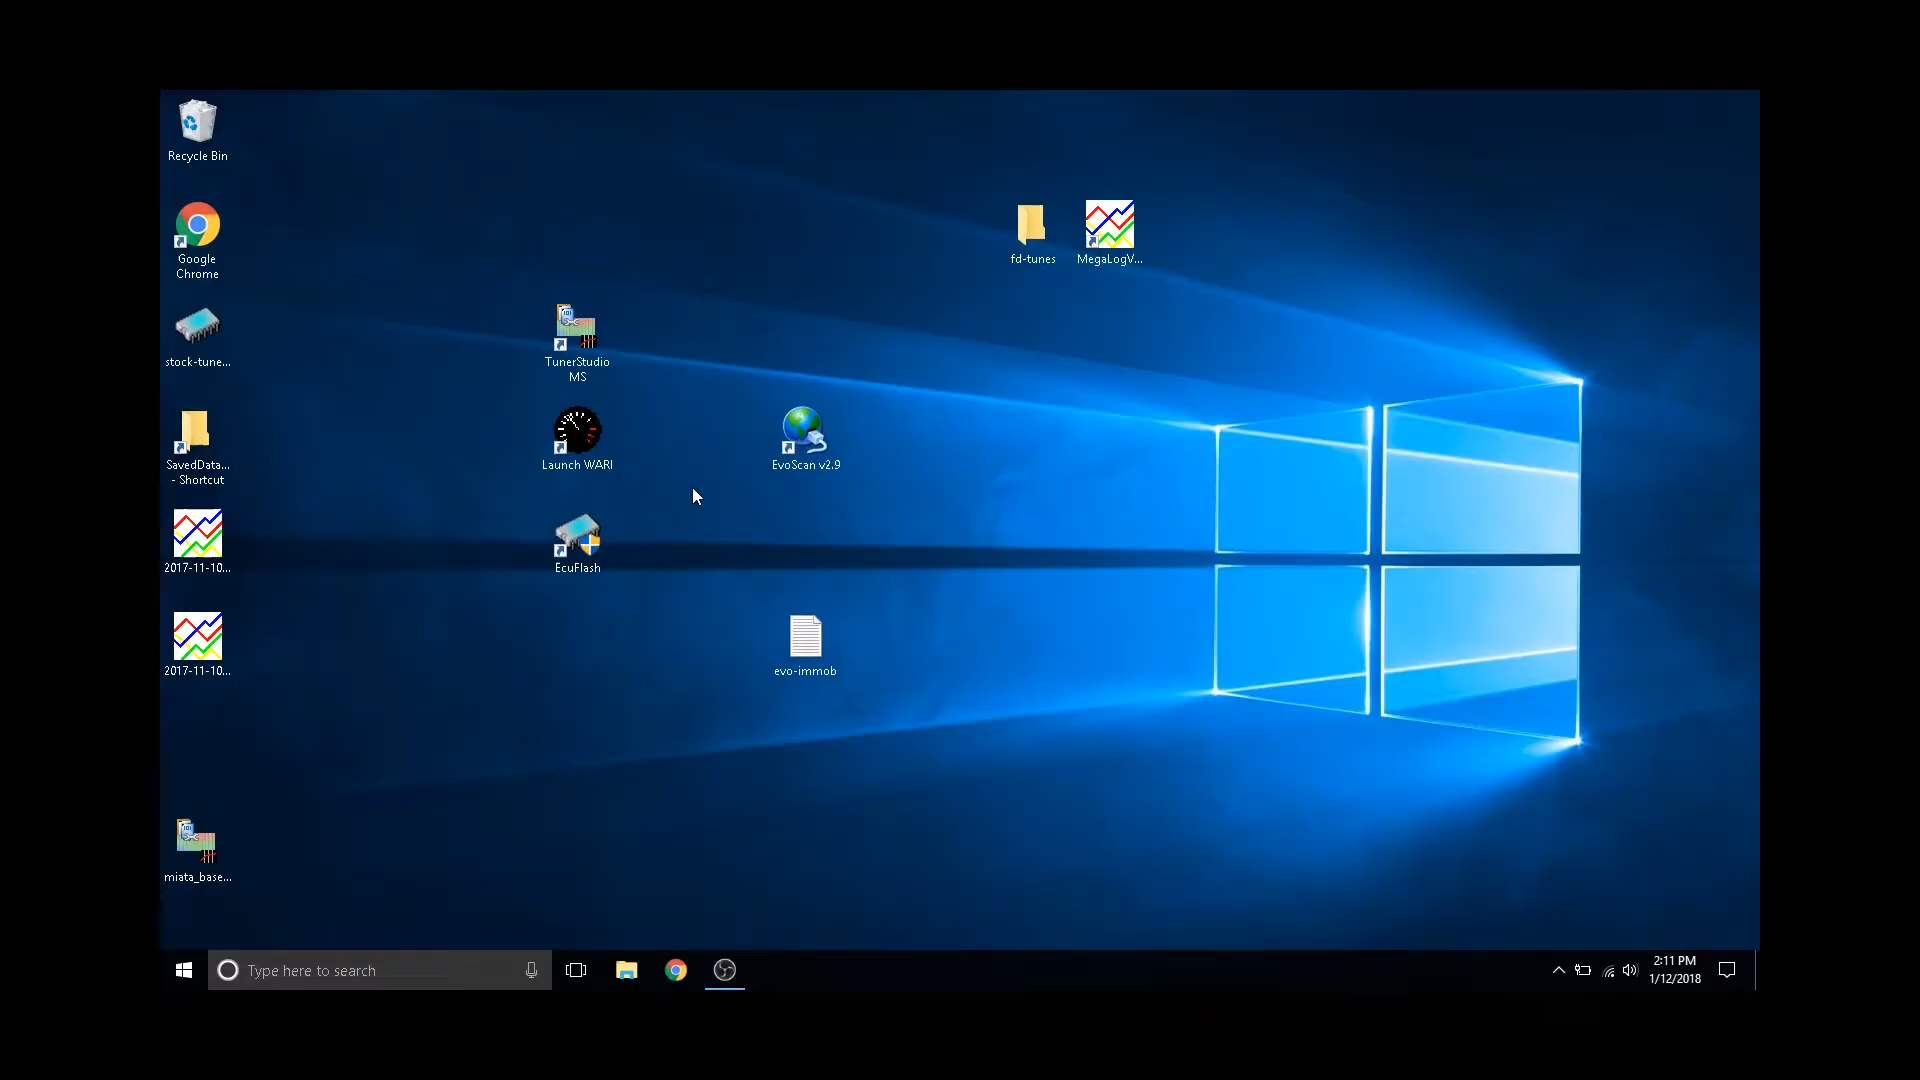 Recycle Bin
Google
Chrome
stock-tune...
SavedData...
- Shortcut
2017-11-10...
2017-11-10...
miata_base...
TunerStudio
MS
Launch WARI
EcuFlash
EvoScan v2.9
evo-immob
fd-tunes
MegaLogV...
Type here to search
2:11 PM
1/12/2018